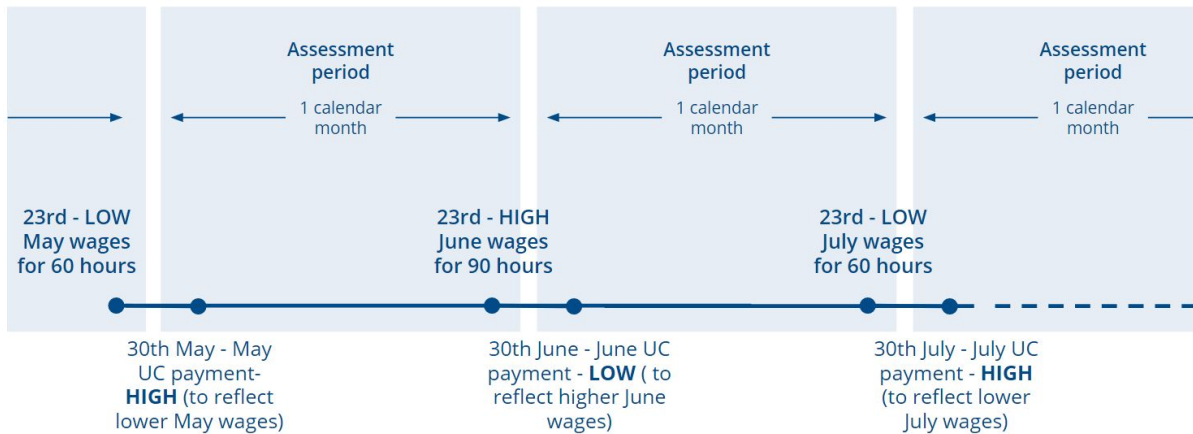 Assessment
period
1 calendar
month
Assessment
period
1 calendar
month
Assessment
period
1 calendar
month
23rd - LOW
May wages
for 60 hours
23rd - HIGH
June wages
for 90 hours
23rd - LOW
July wages
for 60 hours
30th May - May
UC payment-
HIGH (to reflect
lower May wages)
30th June - June UC
payment - LOW ( to
reflect higher June
wages)
30th July - July UC
payment - HIGH
(to reflect lower
July wages)